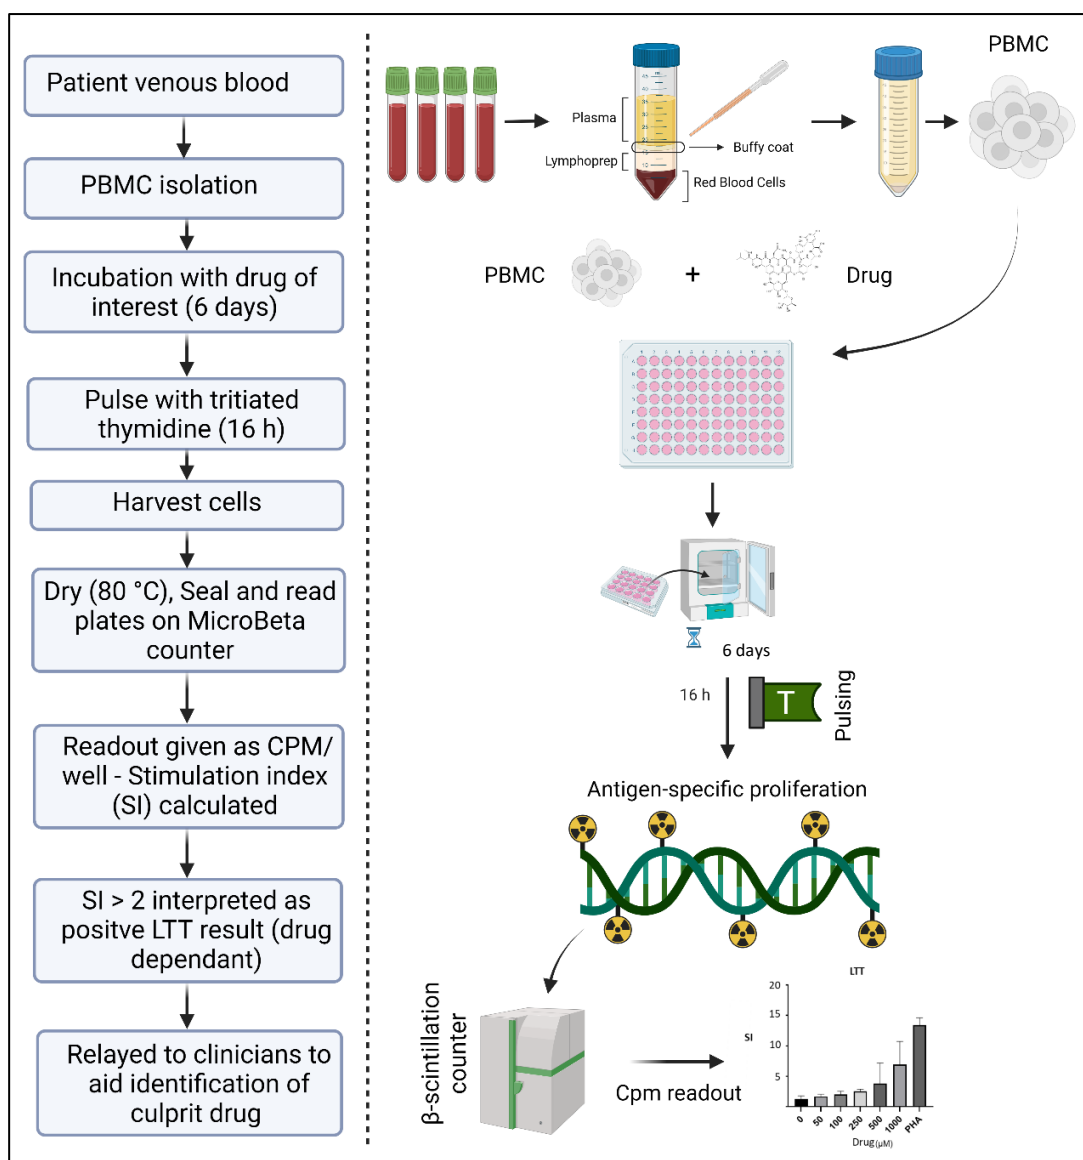 Patient venous blood
PBMC isolation
Incubation with drug of
interest (6 days)
Pulse with tritiated
thymidine (16 h)
Harvest cells
Dry (80 °C), Seal and read
plates on MicroBeta
counter
Readout given as CPM/
well - Stimulation index
(SI) calculated
SI > 2 interpreted as
positve LTT result (drug
dependant)
Relayed to clinicians to
aid identification of
culprit drug
PBMC
Plasma
Buffy coat
Lymphoprep
Red Blood Cells
PBMC
+
Drug
6 days
16 h
T
Pulsing
Antigen-specific proliferation
β-scintillation
counter
Cpm readout
LTT
SI
20
15
10
5
0
50
100
250
500
1000
PHA
Drug (μM)